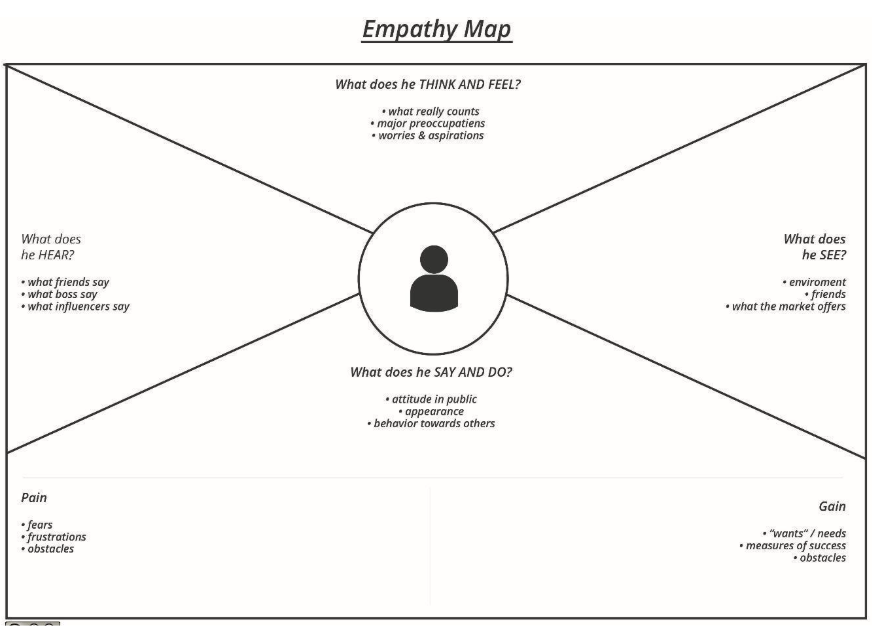 Empathy Map
What does he THINK AND FEEL?
• what really counts
• major preoccupatiens
• worries & aspirations
What does
he HEAR?
• what friends say
• what boss say
• what influencers say
What does
he SEE?
• enviroment
• friends
• what the market offers
What does he SAY AND DO?
• attitude in public
• appearance
• behavior towards others
Pain
• fears
• frustrations
• obstacles
Gain
• "wants" / needs
• measures of success
• obstacles